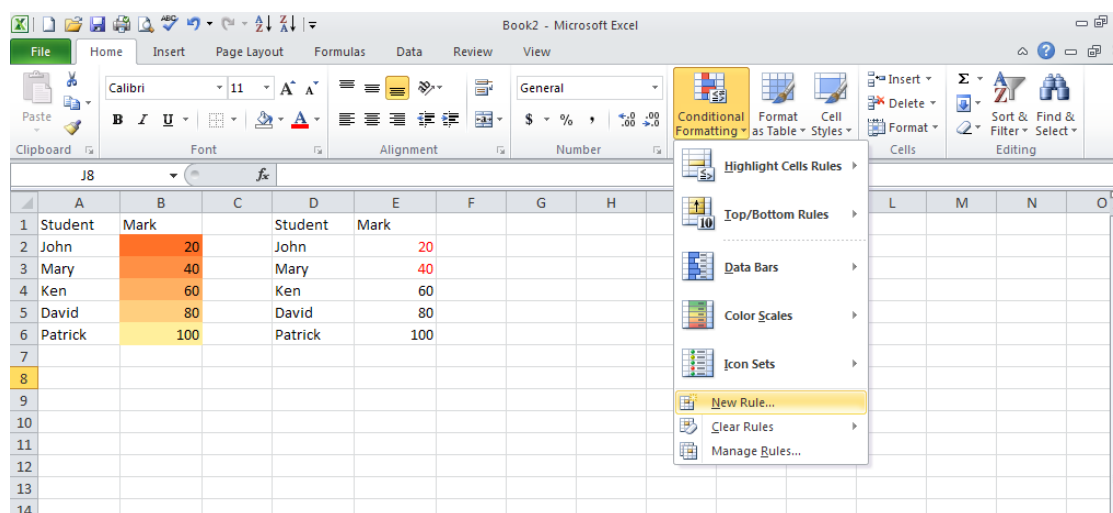 Book2 - Microsoft Excel
File Home Insert Page Layout Formulas Data Review View
Paste
Clipboard
Calibri 11
B I U
Font
Alignment
General
$ % ,
Number
Conditional Formatting
Format as Table
Cell Styles
Insert
Delete
Format
Cells
Sort & Filter
Find & Select
Editing
J8 fx
A B C D E F G H L M N O
1 Student Mark Student Mark
2 John 20 John 20
3 Mary 40 Mary 40
4 Ken 60 Ken 60
5 David 80 David 80
6 Patrick 100 Patrick 100
7
8
9
10
11
12
13
14
Highlight Cells Rules
Top/Bottom Rules
Data Bars
Color Scales
Icon Sets
New Rule...
Clear Rules
Manage Rules...